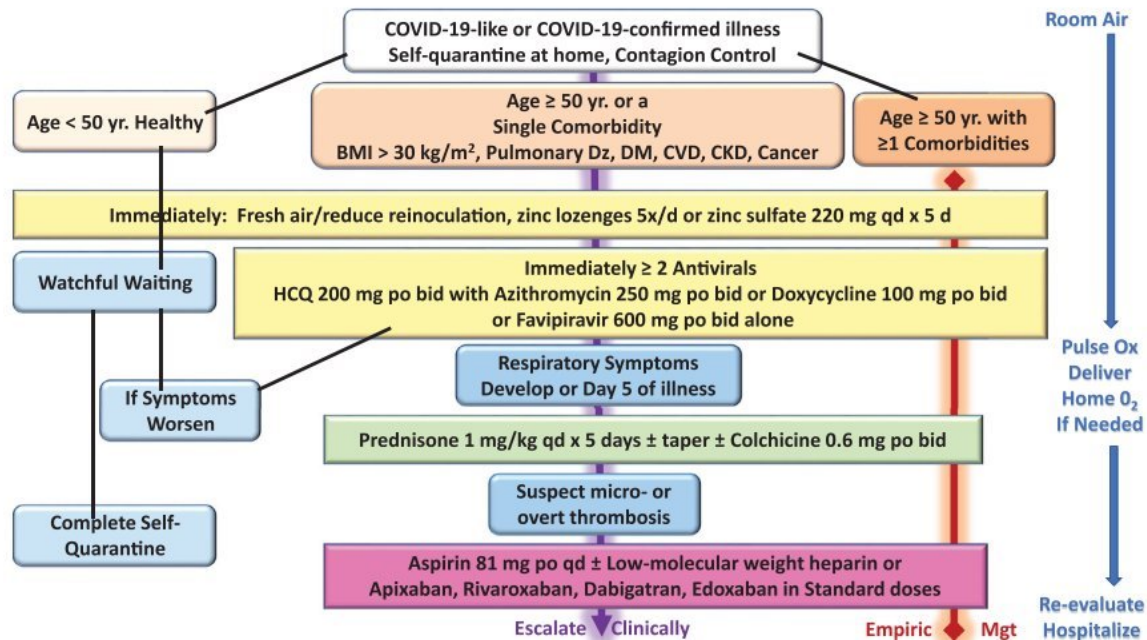 COVID-19-like or COVID-19-confirmed illness
Self-quarantine at home, Contagion Control
Room Air
Age < 50 yr. Healthy
Age ≥ 50 yr. or a
Single Comorbidity
BMI > 30 kg/m², Pulmonary Dz, DM, CVD, CKD, Cancer
Age ≥ 50 yr. with
≥1 Comorbidities
Immediately: Fresh air/reduce reinoculation, zinc lozenges 5x/d or zinc sulfate 220 mg qd x 5 d
Watchful Waiting
Immediately ≥ 2 Antivirals
HCQ 200 mg po bid with Azithromycin 250 mg po bid or Doxycycline 100 mg po bid
or Favipiravir 600 mg po bid alone
Pulse Ox
Deliver
Home 0₂
If Needed
Respiratory Symptoms
Develop or Day 5 of illness
If Symptoms
Worsen
Prednisone 1 mg/kg qd x 5 days ± taper ± Colchicine 0.6 mg po bid
Suspect micro- or
overt thrombosis
Complete Self-
Quarantine
Aspirin 81 mg po qd ± Low-molecular weight heparin or
Apixaban, Rivaroxaban, Dabigatran, Edoxaban in Standard doses
Escalate Clinically
Empiric Mgt
Re-evaluate
Hospitalize